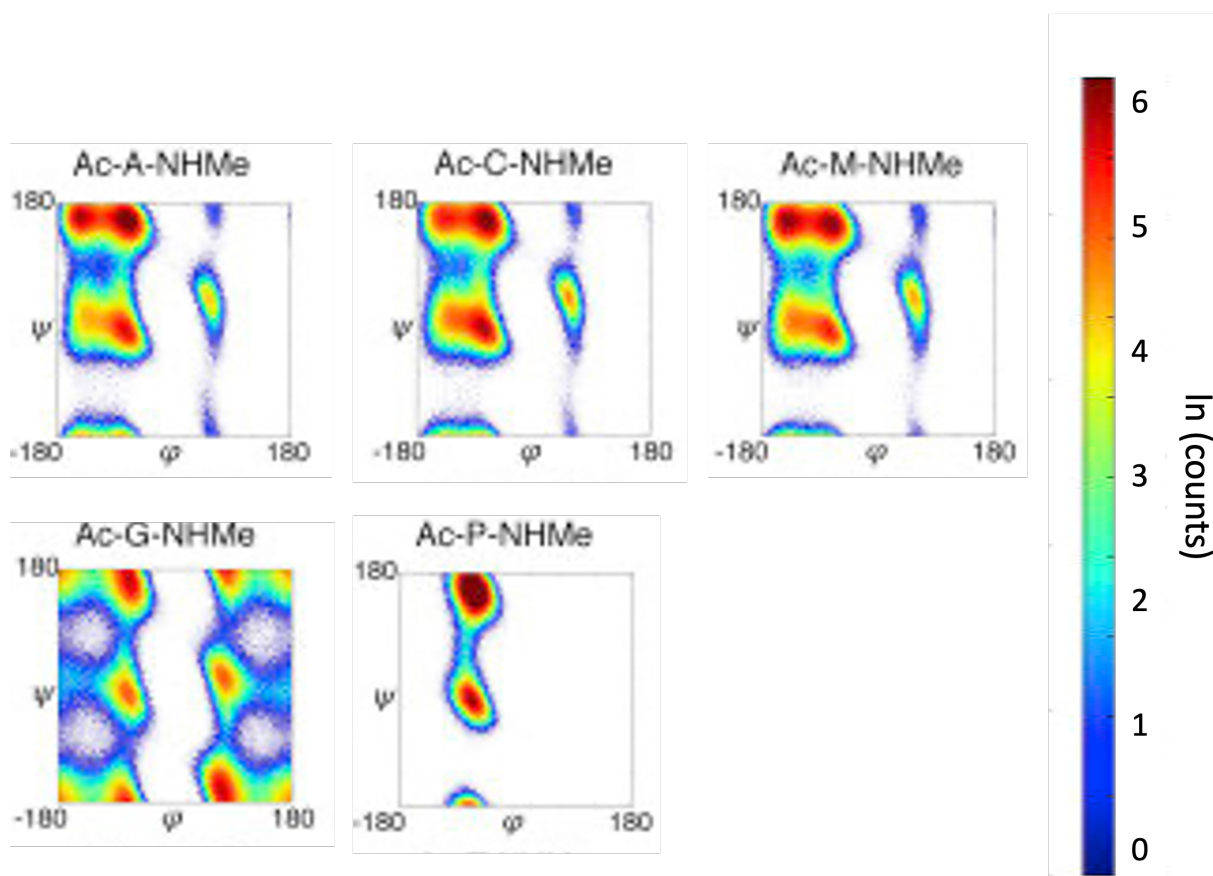 Ac-A-NHMe
180
ψ
-180
φ
180
Ac-C-NHMe
180
ψ
-180
φ
180
Ac-M-NHMe
180
ψ
-180
φ
180
Ac-G-NHMe
180
ψ
-180
φ
180
Ac-P-NHMe
180
ψ
-180
φ
180
6
5
4
3
2
1
0
ln (counts)